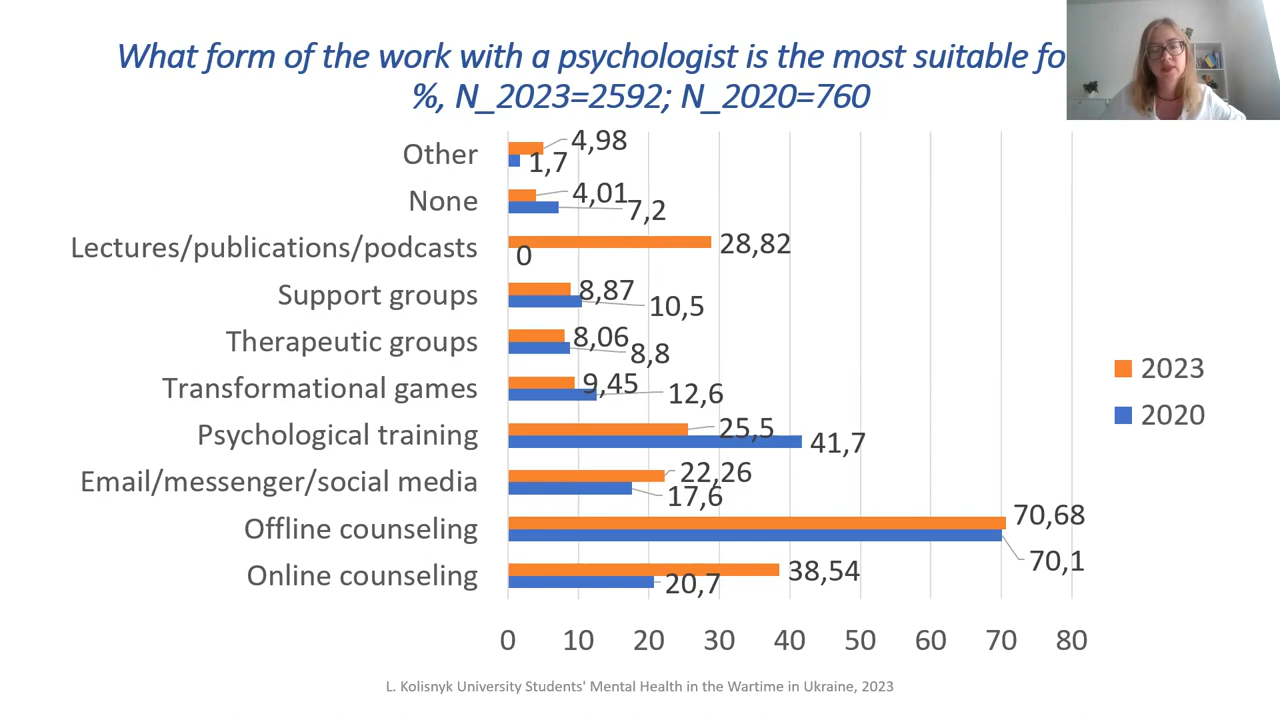 What form of the work with a psychologist is the most suitable
%, N_2023=2592; N_2020=760
Other
4,98
1,7
None
4,01
7,2
Lectures/publications/podcasts
28,82
0
Support groups
8,87
10,5
Therapeutic groups
8,06
8,8
Transformational games
9,45
12,6
Psychological training
25,5
41,7
Email/messenger/social media
22,26
17,6
Offline counseling
70,68
70,1
Online counseling
38,54
20,7
2023
2020
0 10 20 30 40 50 60 70 80
L. Kolisnyk University Students' Mental Health in the Wartime in Ukraine, 2023